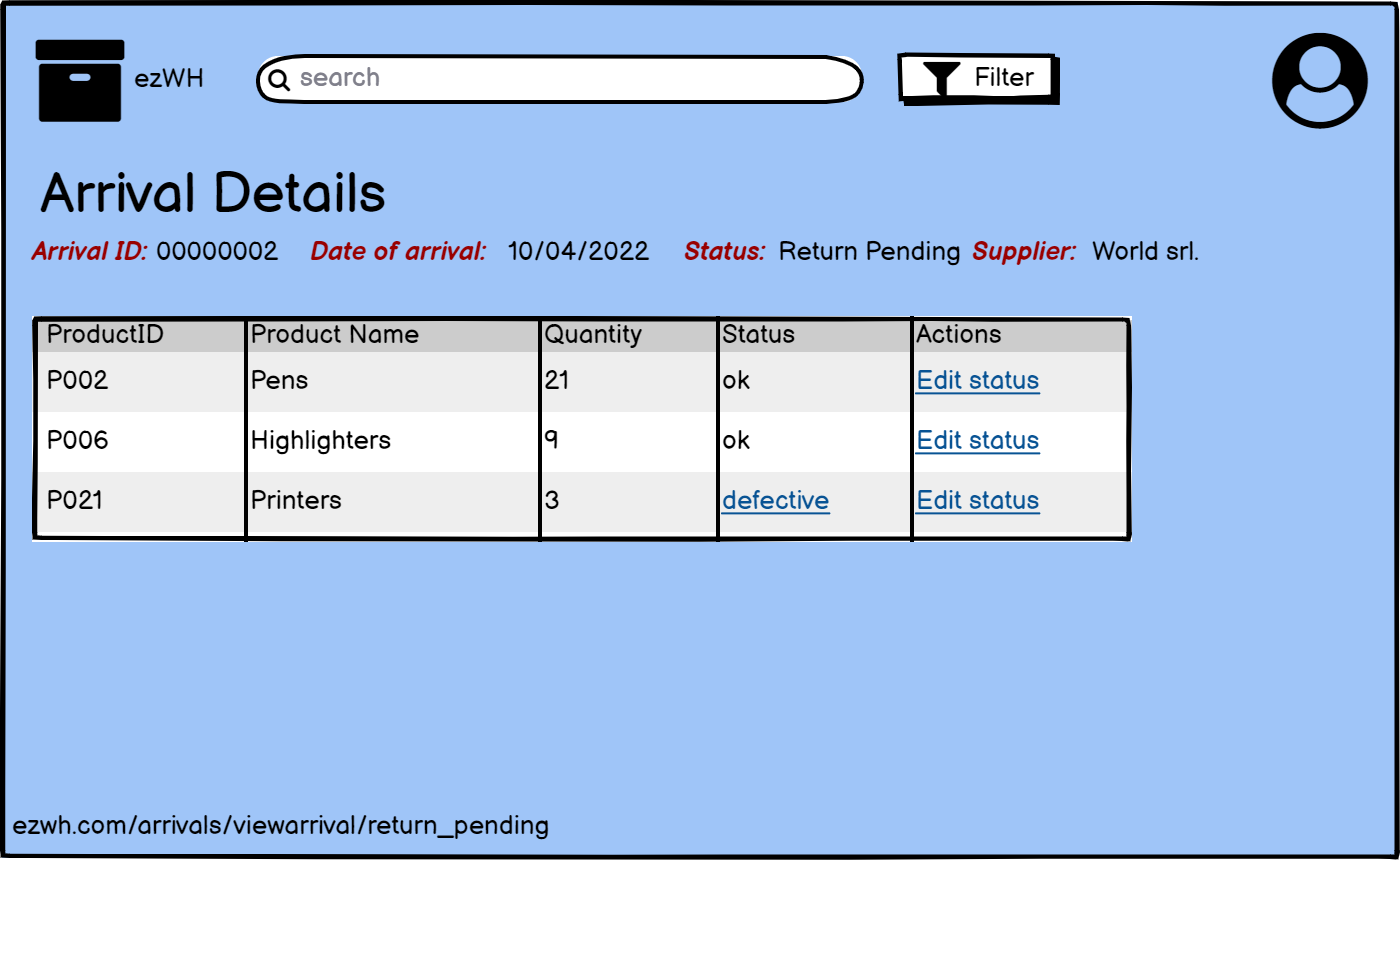 ezWH search Filter
Arrival Details
Arrival ID: 00000002 Date of arrival: 10/04/2022 Status: Return Pending Supplier: World srl.
ProductID Product Name Quantity Status Actions
P002 Pens 21 ok Edit status
P006 Highlighters 9 ok Edit status
P021 Printers 3 defective Edit status
ezwh.com/arrivals/viewarrival/return_pending